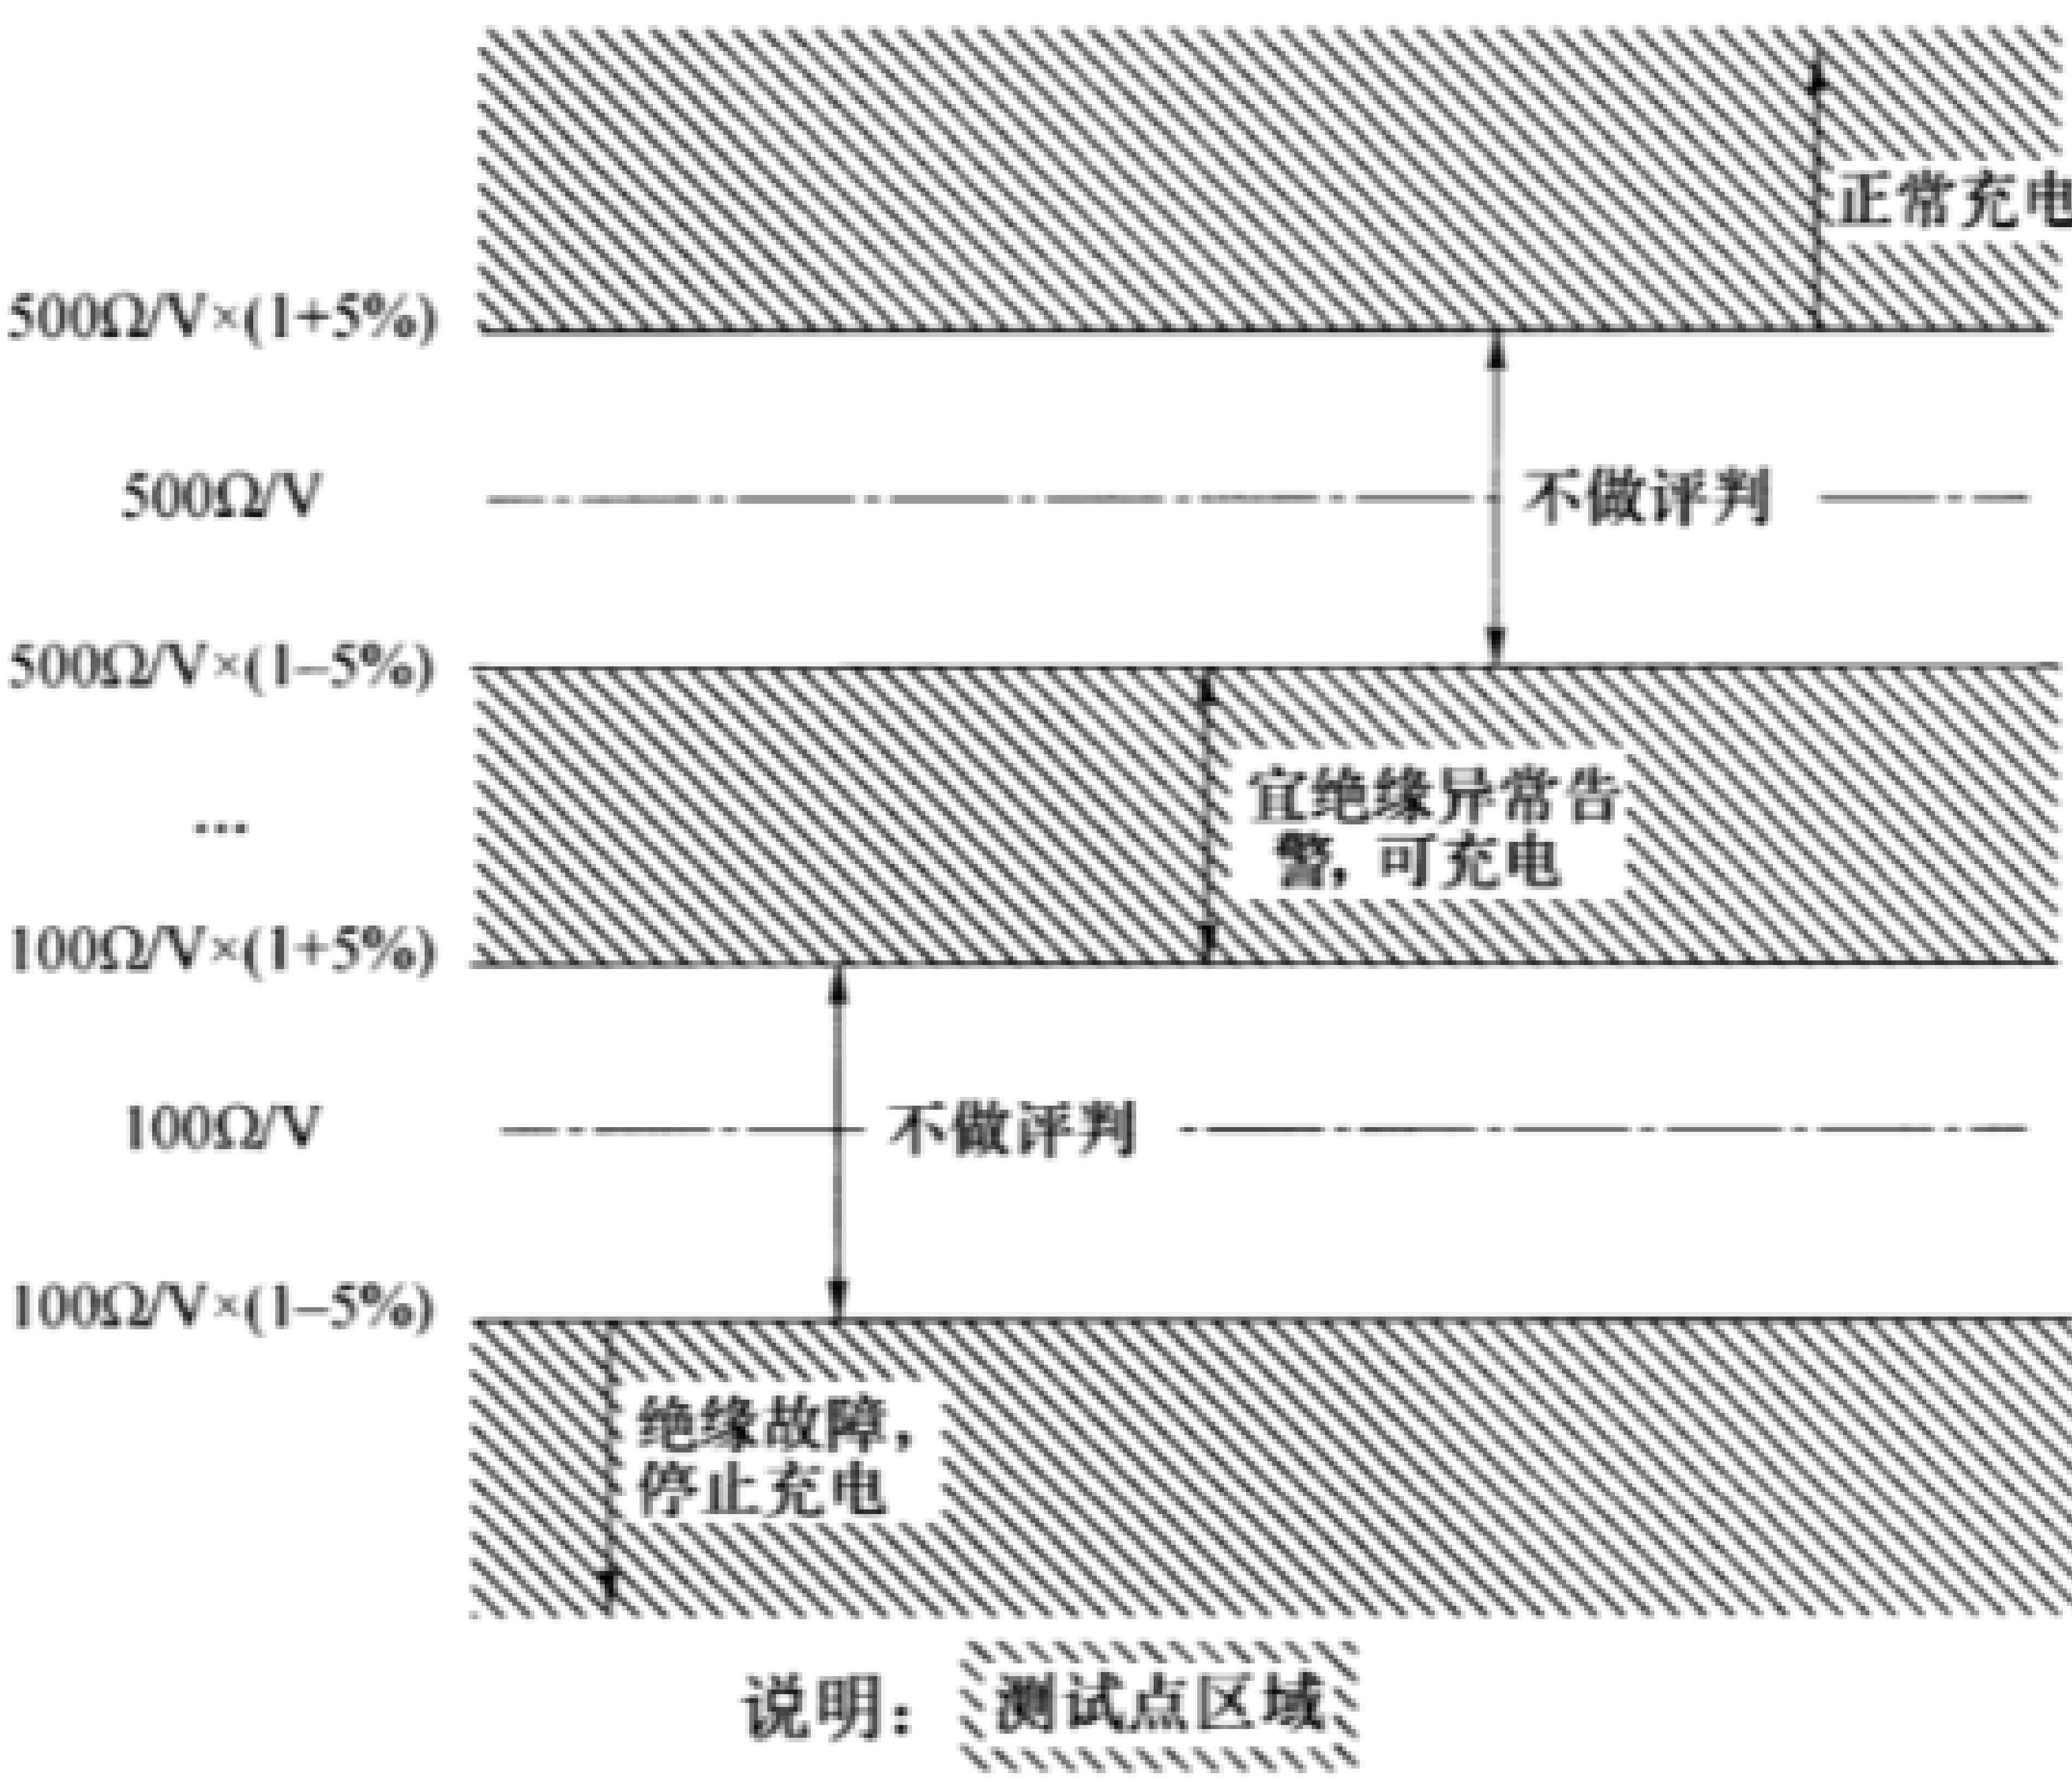 正常充电
500Ω/V×(1+5%)
500Ω/V
不做评判
500Ω/V×(1–5%)
宜绝缘异常告
警,可充电
...
100Ω/V×(1+5%)
100Ω/V
不做评判
100Ω/V×(1–5%)
绝缘故障,
停止充电
说明:
测试点区域